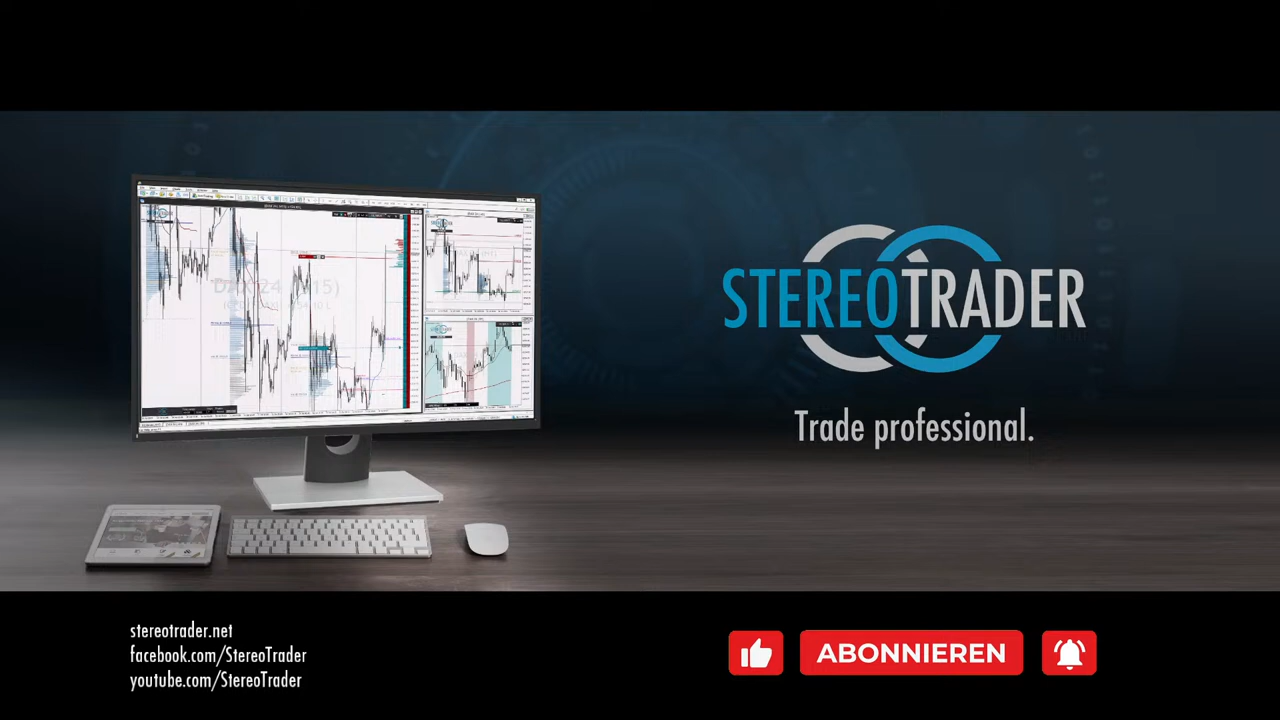 STEREOTRADER
Trade professional.
stereotrader.net
facebook.com/StereoTrader
youtube.com/StereoTrader
ABONNIEREN